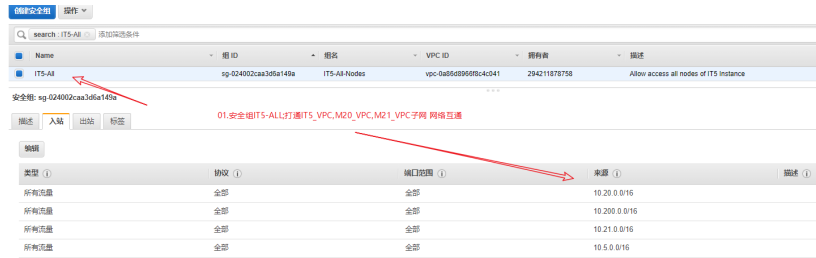 创建安全组 操作
search : IT5-All 添加筛选条件
Name 组 ID 组名 VPC ID 拥有者 描述
IT5-All sg-024002caa3d6a149a IT5-All-Nodes vpc-0a86d8966f8c4c041 294211878758 Allow access all nodes of IT5 Instance
安全组: sg-024002caa3d6a149a
描述 入站 出站 标签
01.安全组IT5-ALL;打通IT5_VPC,M20_VPC,M21_VPC子网 网络互通
编辑
类型 协议 端口范围 来源 描述
所有流量 全部 全部 10.20.0.0/16
所有流量 全部 全部 10.200.0.0/16
所有流量 全部 全部 10.21.0.0/16
所有流量 全部 全部 10.5.0.0/16